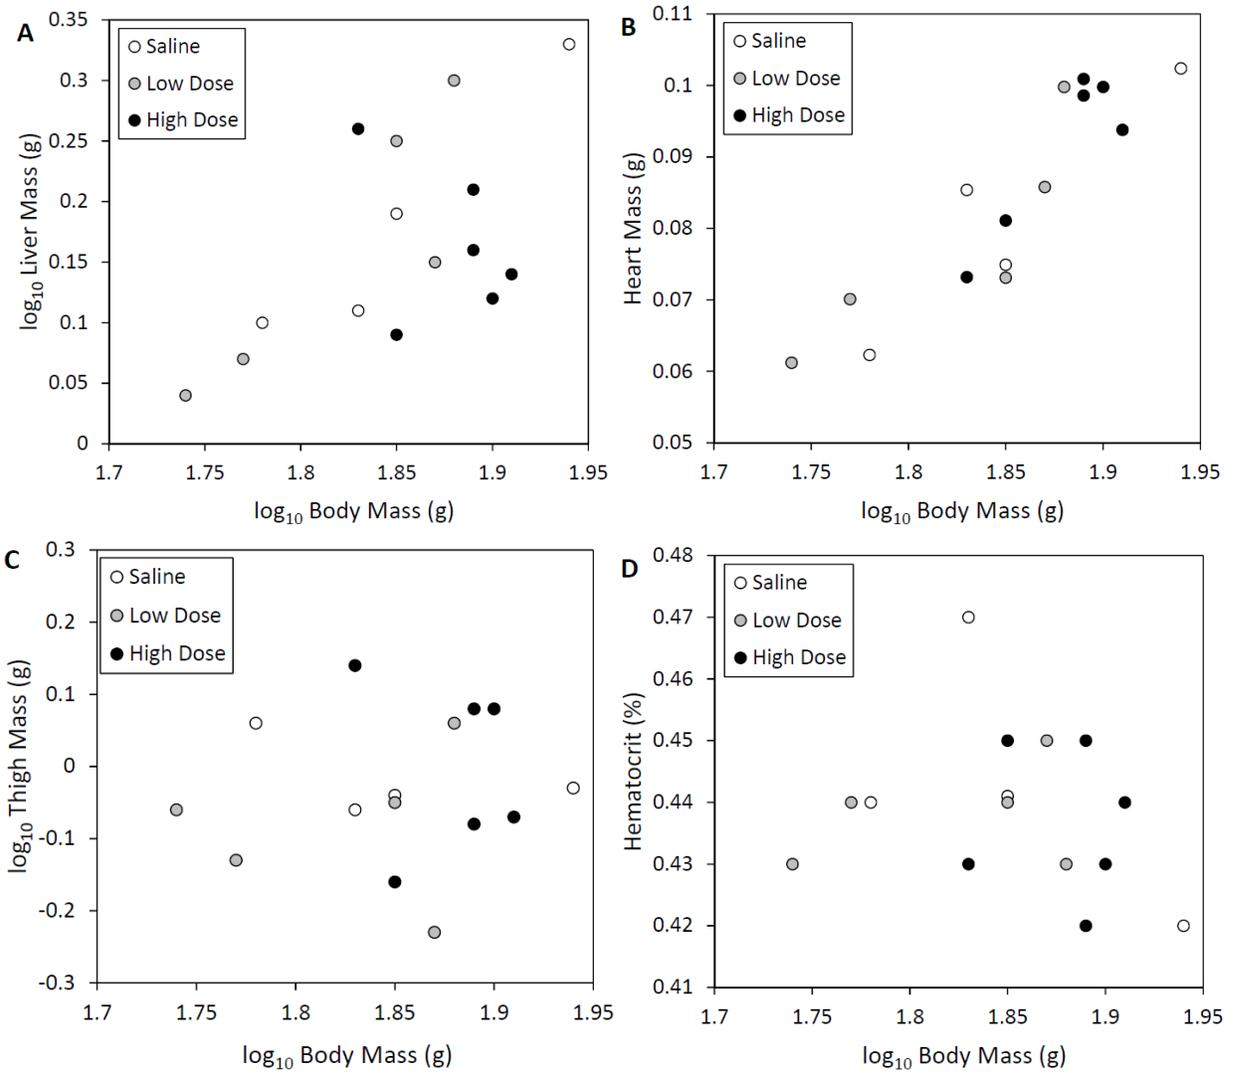 A
0.35
0.3
0.25
0.2
0.15
0.1
0.05
0
log10 Liver Mass (g)
Saline
Low Dose
High Dose
1.7 1.75 1.8 1.85 1.9 1.95
log10 Body Mass (g)
B
0.11
0.1
0.09
0.08
0.07
0.06
0.05
Heart Mass (g)
Saline
Low Dose
High Dose
1.7 1.75 1.8 1.85 1.9 1.95
log10 Body Mass (g)
C
0.3
0.2
0.1
0
-0.1
-0.2
-0.3
log10 Thigh Mass (g)
Saline
Low Dose
High Dose
1.7 1.75 1.8 1.85 1.9 1.95
log10 Body Mass (g)
D
0.48
0.47
0.46
0.45
0.44
0.43
0.42
0.41
Hematocrit (%)
Saline
Low Dose
High Dose
1.7 1.75 1.8 1.85 1.9 1.95
log10 Body Mass (g)